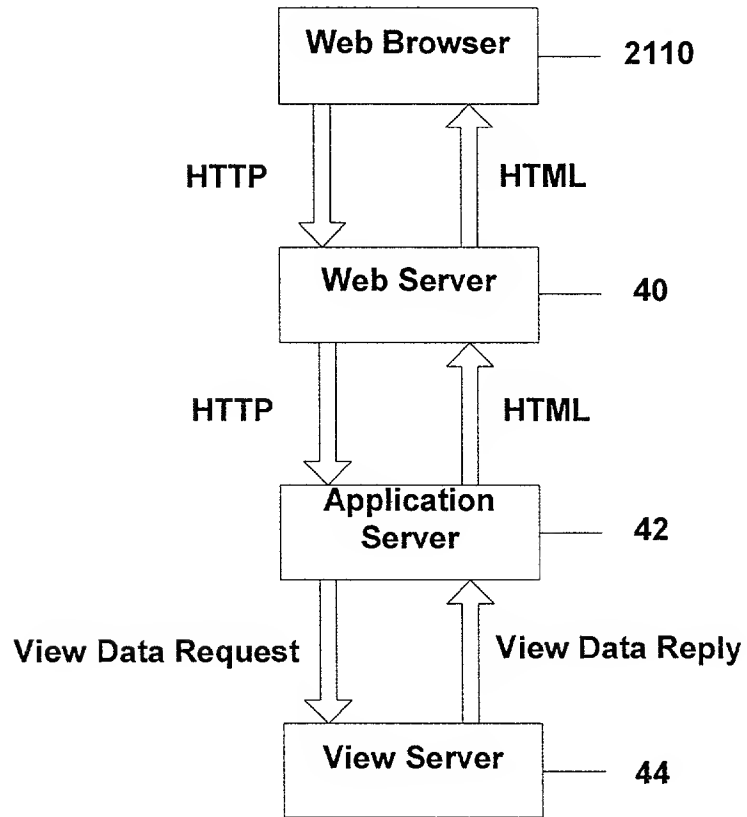 Web Browser
2110
HTTP
HTML
Web Server
40
HTTP
HTML
Application
Server
42
View Data Request
View Data Reply
View Server
44